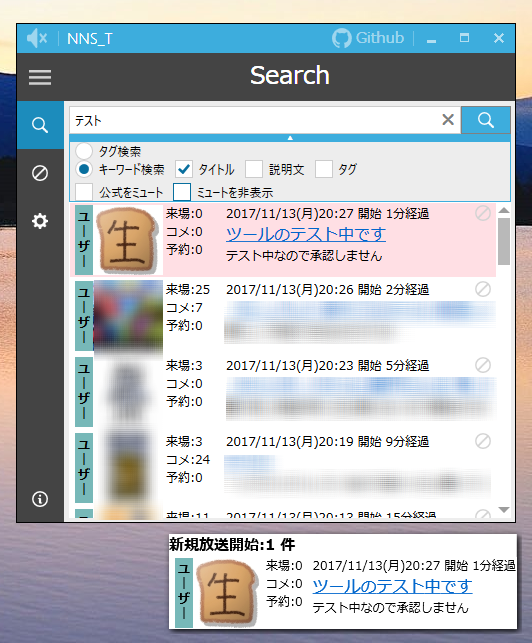 NNS_T
Github
Search
テスト
タグ検索
キーワード検索 タイトル 説明文 タグ
公式をミュート ミュートを非表示
ユーザー
生
来場:0
コメ:0
予約:0
2017/11/13(月)20:27 開始 1分経過
ツールのテスト中です
テスト中なので承認しません
ユーザー
来場:25
コメ:7
予約:0
2017/11/13(月)20:26 開始 2分経過
ユーザー
来場:3
コメ:0
予約:0
2017/11/13(月)20:23 開始 5分経過
ユーザー
来場:3
コメ:24
予約:0
2017/11/13(月)20:19 開始 9分経過
来場:11
2017/11/13(月)20:13 開始 15分経過
新規放送開始:1 件
ユーザー
生
来場:0
コメ:0
予約:0
2017/11/13(月)20:27 開始 1分経過
ツールのテスト中です
テスト中なので承認しません